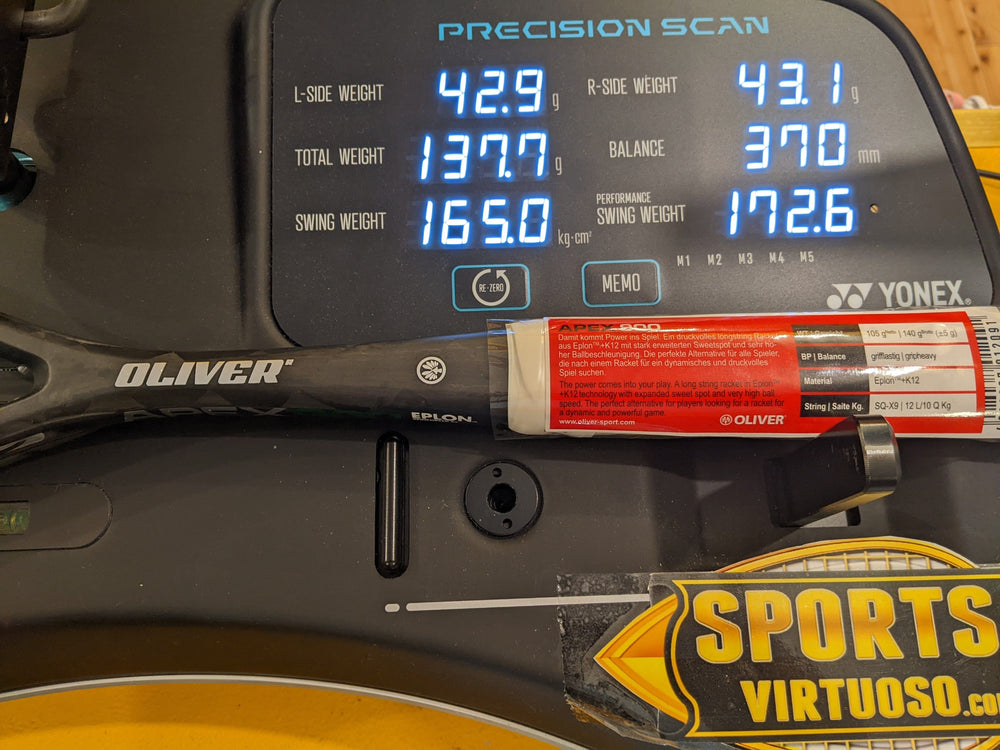 PRECISION SCAN
L-SIDE WEIGHT 42.9 g R-SIDE WEIGHT 43.1 g
TOTAL WEIGHT 137.7 g BALANCE 370 mm
SWING WEIGHT 165.0 kg·cm² PERFORMANCE SWING WEIGHT 172.6
M1 M2 M3 M4 M5
RE-ZERO MEMO
YONEX®
OLIVER
APEX
EPLON
APEX 900
Damit kommt Power ins Spiel. Ein druckvolles longstring Racket
aus Eplon™+K12 mit stark erweiterten Sweetspot und sehr ho-
her Ballbeschleunigung. Die perfekte Alternative für alle Spieler,
die nach einem Racket für ein dynamisches und druckvolles
Spiel suchen.
The power comes into your play. A long string racket in Eplon™
+K12 technology with expanded sweet spot and very high ball
speed. The perfect alternative for players looking for a racket for
a dynamic and powerful game.
www.oliver-sport.com OLIVER
105 g | 140 g (±5 g)
BP | Balance grifflastig | gripheavy
Material Eplon™+K12
String | Saite Kg. SQ-X9 | 12 L/10 Q Kg
SPORTS
VIRTUOSO.co